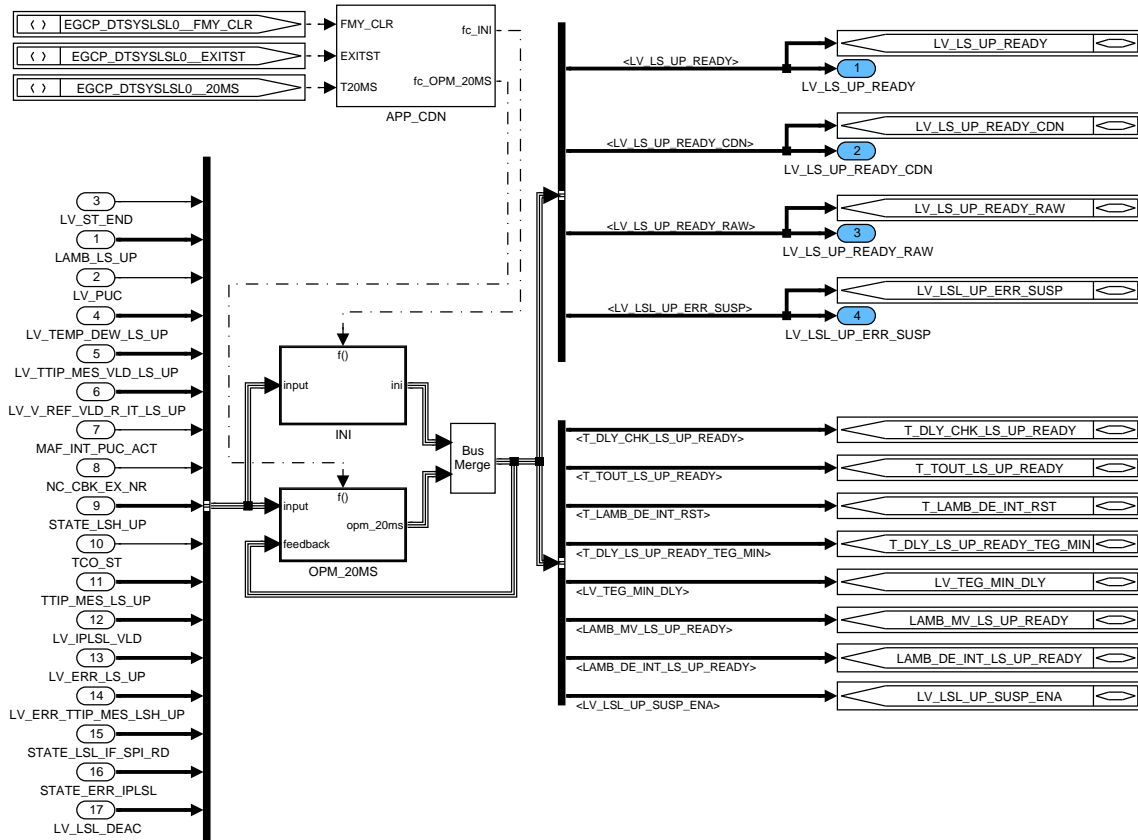 EGCP_DTSYSLSL0__FMY_CLR
EGCP_DTSYSLSL0__EXITST
EGCP_DTSYSLSL0__20MS
FMY_CLR
EXITST
T20MS
fc_INI
fc_OPM_20MS
APP_CDN
3
LV_ST_END
1
LAMB_LS_UP
2
LV_PUC
4
LV_TEMP_DEW_LS_UP
5
LV_TTIP_MES_VLD_LS_UP
6
LV_V_REF_VLD_R_IT_LS_UP
7
MAF_INT_PUC_ACT
8
NC_CBK_EX_NR
9
STATE_LSH_UP
10
TCO_ST
11
TTIP_MES_LS_UP
12
LV_IPLSL_VLD
13
LV_ERR_LS_UP
14
LV_ERR_TTIP_MES_LSH_UP
15
STATE_LSL_IF_SPI_RD
16
STATE_ERR_IPLSL
17
LV_LSL_DEAC
f()
input
ini
INI
f()
input
feedback
opm_20ms
OPM_20MS
Bus
Merge
<LV_LS_UP_READY>
LV_LS_UP_READY
1
LV_LS_UP_READY
<LV_LS_UP_READY_CDN>
LV_LS_UP_READY_CDN
2
LV_LS_UP_READY_CDN
<LV_LS_UP_READY_RAW>
LV_LS_UP_READY_RAW
3
LV_LS_UP_READY_RAW
<LV_LSL_UP_ERR_SUSP>
LV_LSL_UP_ERR_SUSP
4
LV_LSL_UP_ERR_SUSP
<T_DLY_CHK_LS_UP_READY>
T_DLY_CHK_LS_UP_READY
<T_TOUT_LS_UP_READY>
T_TOUT_LS_UP_READY
<T_LAMB_DE_INT_RST>
T_LAMB_DE_INT_RST
<T_DLY_LS_UP_READY_TEG_MIN>
T_DLY_LS_UP_READY_TEG_MIN
<LV_TEG_MIN_DLY>
LV_TEG_MIN_DLY
<LAMB_MV_LS_UP_READY>
LAMB_MV_LS_UP_READY
<LAMB_DE_INT_LS_UP_READY>
LAMB_DE_INT_LS_UP_READY
<LV_LSL_UP_SUSP_ENA>
LV_LSL_UP_SUSP_ENA